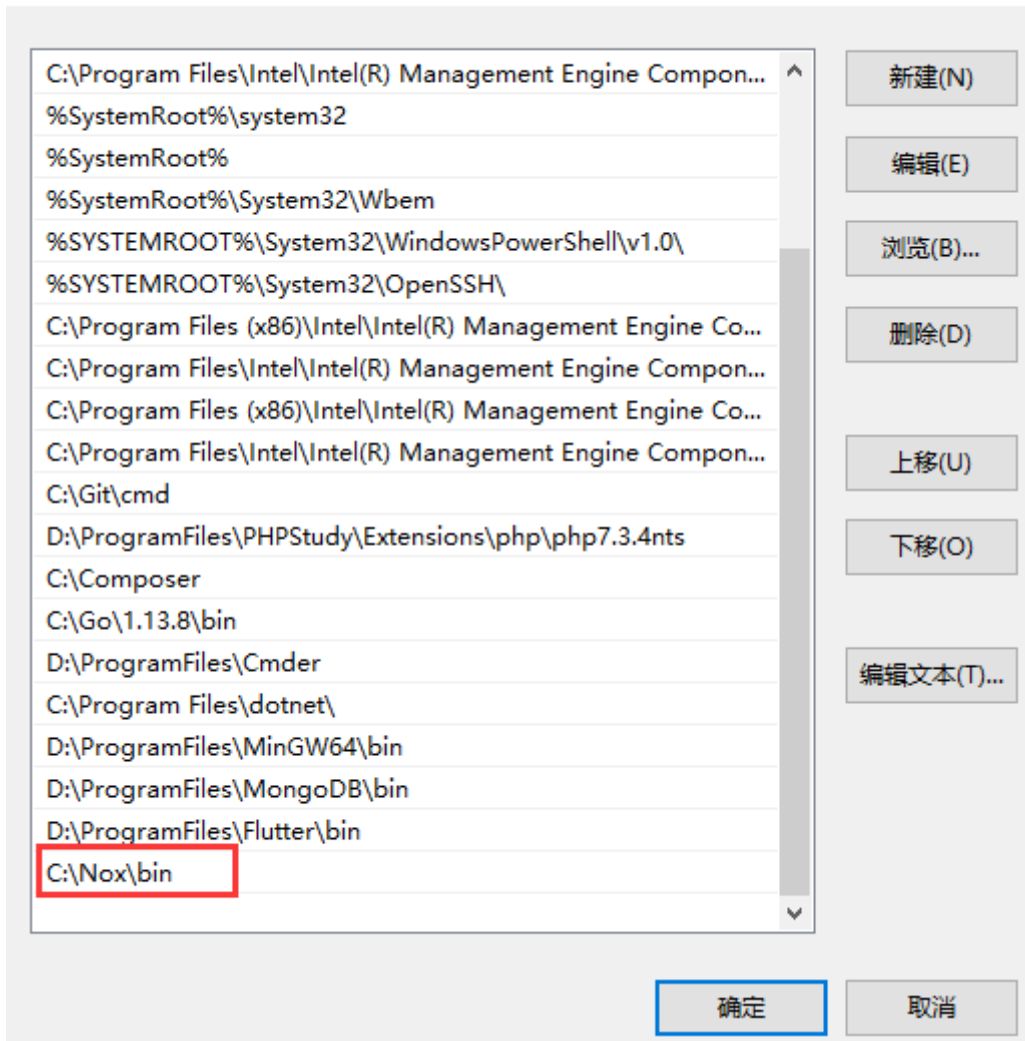 C:\Program Files\Intel\Intel(R) Management Engine Compon...
%SystemRoot%\system32
%SystemRoot%
%SystemRoot%\System32\Wbem
%SYSTEMROOT%\System32\WindowsPowerShell\v1.0\
%SYSTEMROOT%\System32\OpenSSH\
C:\Program Files (x86)\Intel\Intel(R) Management Engine Co...
C:\Program Files\Intel\Intel(R) Management Engine Compon...
C:\Program Files (x86)\Intel\Intel(R) Management Engine Co...
C:\Program Files\Intel\Intel(R) Management Engine Compon...
C:\Git\cmd
D:\ProgramFiles\PHPStudy\Extensions\php\php7.3.4nts
C:\Composer
C:\Go\1.13.8\bin
D:\ProgramFiles\Cmder
C:\Program Files\dotnet\
D:\ProgramFiles\MinGW64\bin
D:\ProgramFiles\MongoDB\bin
D:\ProgramFiles\Flutter\bin
C:\Nox\bin
新建(N)
编辑(E)
浏览(B)...
删除(D)
上移(U)
下移(O)
编辑文本(T)...
确定
取消